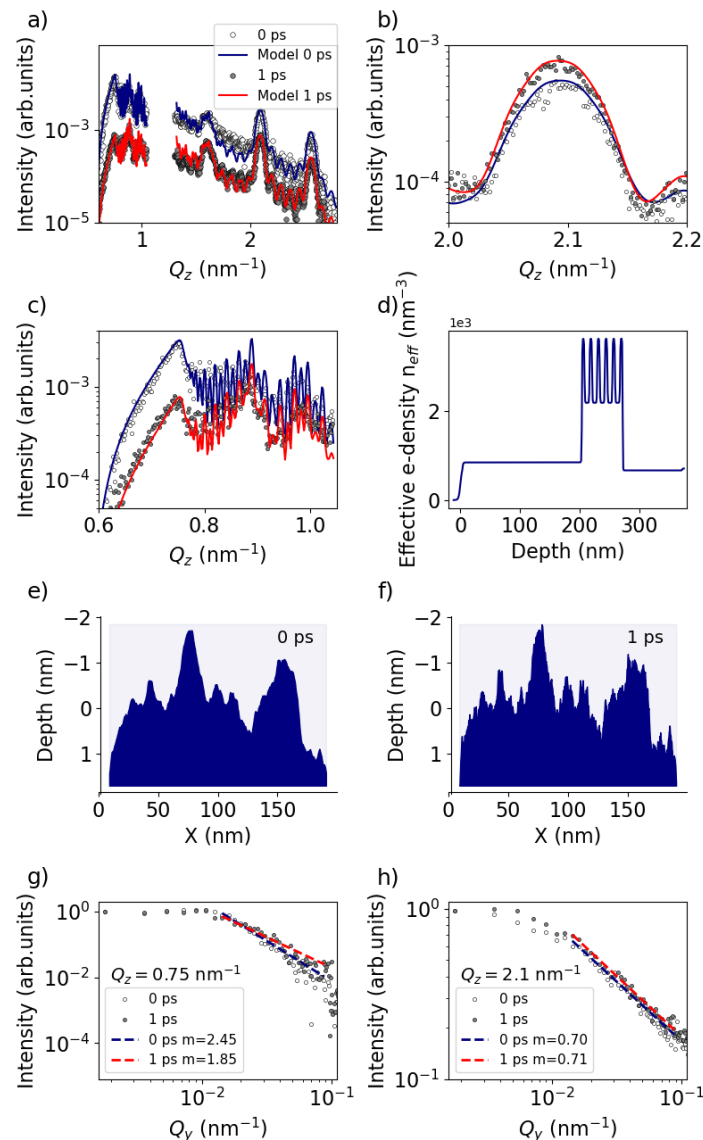 a)
0 ps
Model 0 ps
1 ps
Model 1 ps
Intensity (arb.units)
10⁻³
10⁻⁵
1
2
Q_z (nm⁻¹)
b)
Intensity (arb.units)
10⁻³
10⁻⁴
2.0
2.1
2.2
Q_z (nm⁻¹)
c)
Intensity (arb.units)
10⁻³
10⁻⁴
0.6
0.8
1.0
Q_z (nm⁻¹)
d)
1e3
Effective e-density n_eff (nm⁻³)
2
0
0
100
200
300
Depth (nm)
e)
0 ps
Depth (nm)
−2
−1
0
1
0
50
100
150
X (nm)
f)
1 ps
Depth (nm)
−2
−1
0
1
0
50
100
150
X (nm)
g)
Intensity (arb.units)
10⁰
10⁻²
10⁻⁴
Q_z = 0.75 nm⁻¹
0 ps
1 ps
0 ps m=2.45
1 ps m=1.85
10⁻²
10⁻¹
Q_y (nm⁻¹)
h)
Intensity (arb.units)
10⁰
10⁻¹
Q_z = 2.1 nm⁻¹
0 ps
1 ps
0 ps m=0.70
1 ps m=0.71
10⁻²
10⁻¹
Q_y (nm⁻¹)